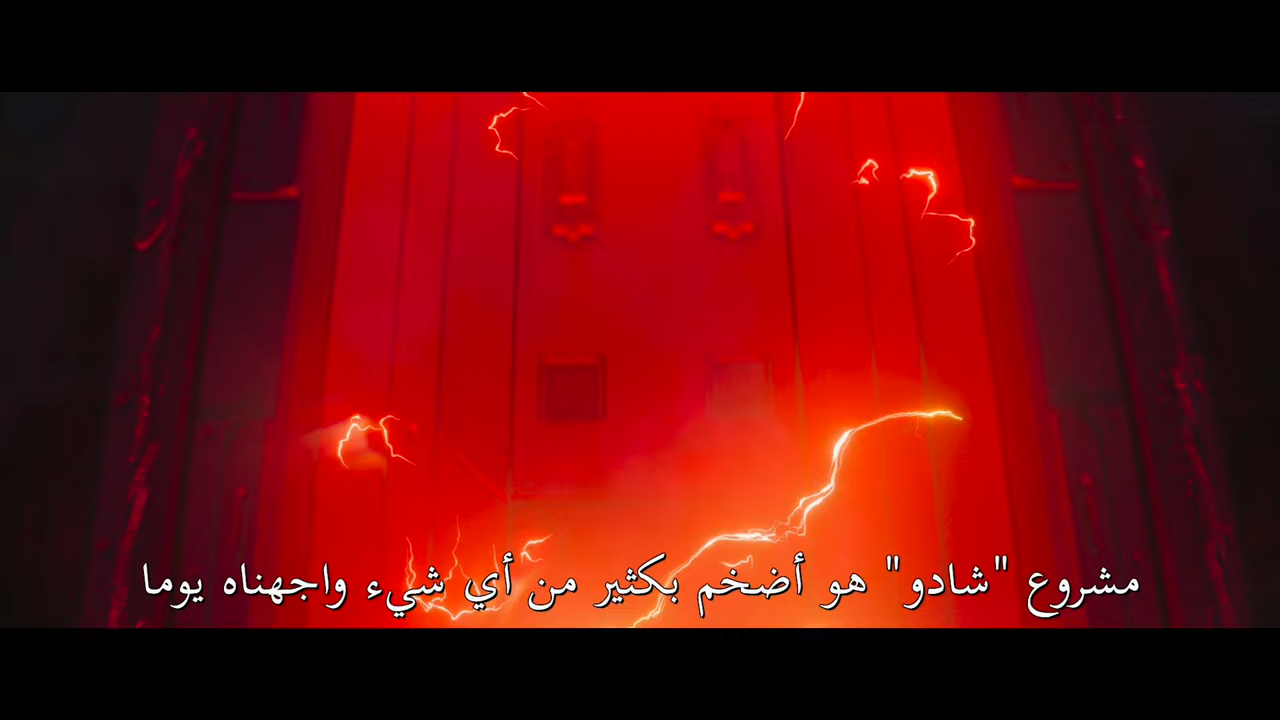 مشروع "شادو" هو أضخم بكثير من أي شيء واجهناه يوما